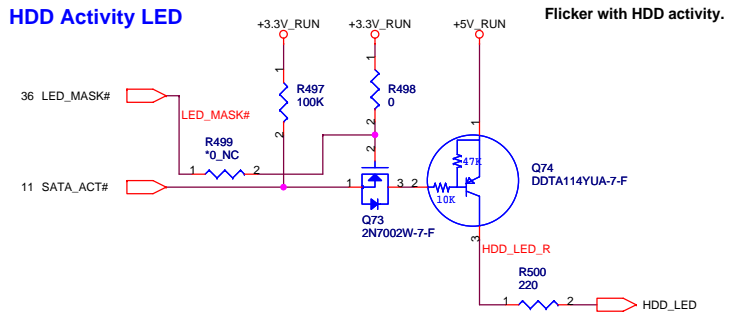 HDD Activity LED
Flicker with HDD activity.
+3.3V_RUN
+3.3V_RUN
+5V_RUN
1
1
1
R497
100K
R498
0
36 LED_MASK#
LED_MASK#
2
2
R499
*0_NC
1
2
2
47K
Q74
DDTA114YUA-7-F
11 SATA_ACT#
1
3
2
10K
Q73
2N7002W-7-F
3
HDD_LED_R
R500
220
1
2
HDD_LED